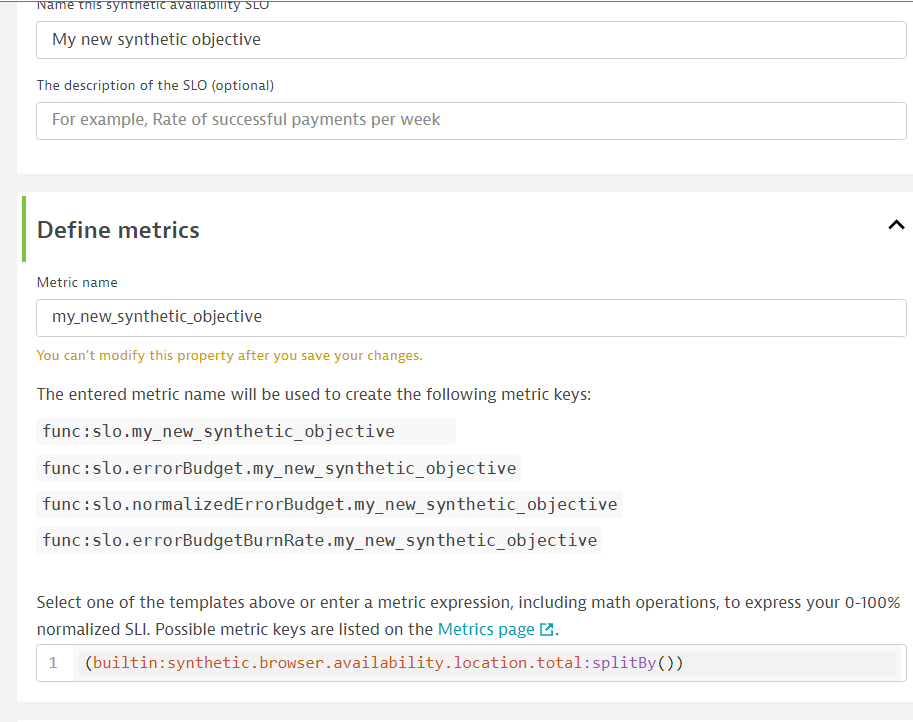 Name this synthetic availability SLO
My new synthetic objective
The description of the SLO (optional)
For example, Rate of successful payments per week
Define metrics
Metric name
my_new_synthetic_objective
You can't modify this property after you save your changes.
The entered metric name will be used to create the following metric keys:
func:slo.my_new_synthetic_objective
func:slo.errorBudget.my_new_synthetic_objective
func:slo.normalizedErrorBudget.my_new_synthetic_objective
func:slo.errorBudgetBurnRate.my_new_synthetic_objective
Select one of the templates above or enter a metric expression, including math operations, to express your 0-100%
normalized SLI. Possible metric keys are listed on the Metrics page.
1 (builtin:synthetic.browser.availability.location.total:splitBy())